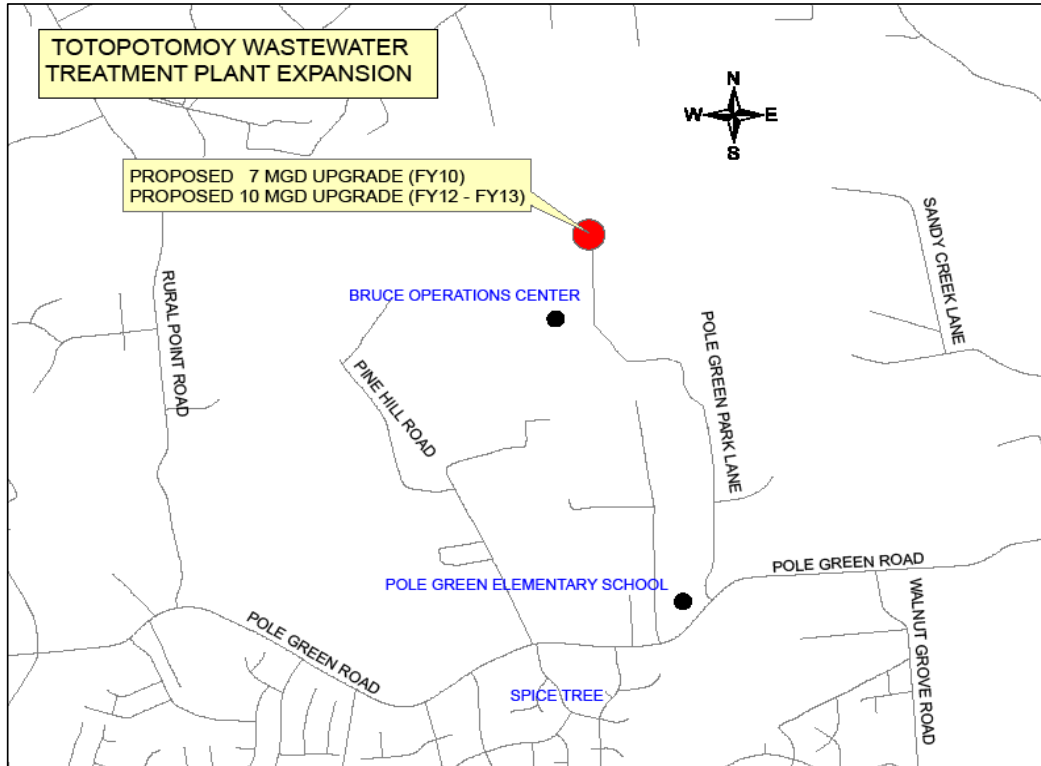 TOTOPOTOMOY WASTEWATER
TREATMENT PLANT EXPANSION
N
W E
S
PROPOSED 7 MGD UPGRADE (FY10)
PROPOSED 10 MGD UPGRADE (FY12 - FY13)
SANDY CREEK LANE
RURAL POINT ROAD
BRUCE OPERATIONS CENTER
POLE GREEN PARK LANE
PINE HILL ROAD
POLE GREEN ROAD
POLE GREEN ELEMENTARY SCHOOL
WALNUT GROVE ROAD
POLE GREEN ROAD
SPICE TREE